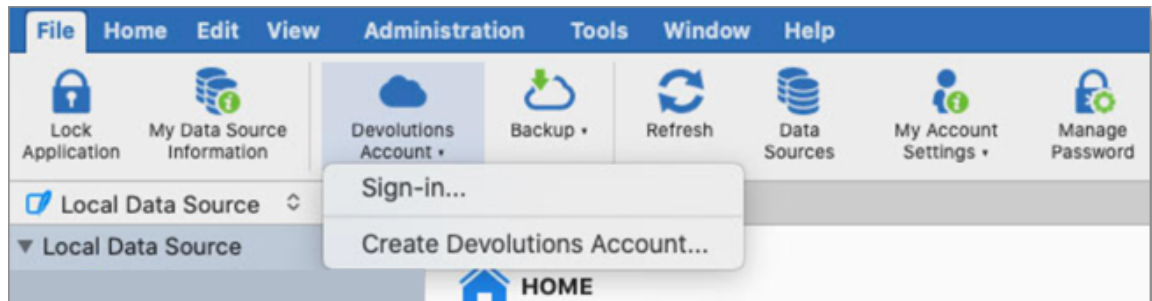 File Home Edit View Administration Tools Window Help
Lock Application
My Data Source Information
Devolutions Account
Backup
Refresh
Data Sources
My Account Settings
Manage Password
Local Data Source
Sign-in...
Local Data Source
Create Devolutions Account...
HOME